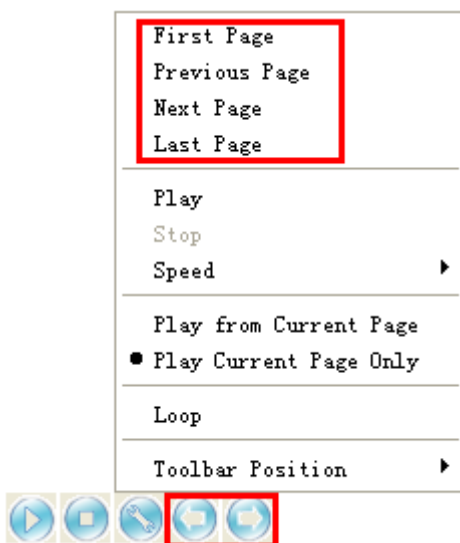 First Page
Previous Page
Next Page
Last Page
Play
Stop
Speed
Play from Current Page
Play Current Page Only
Loop
Toolbar Position